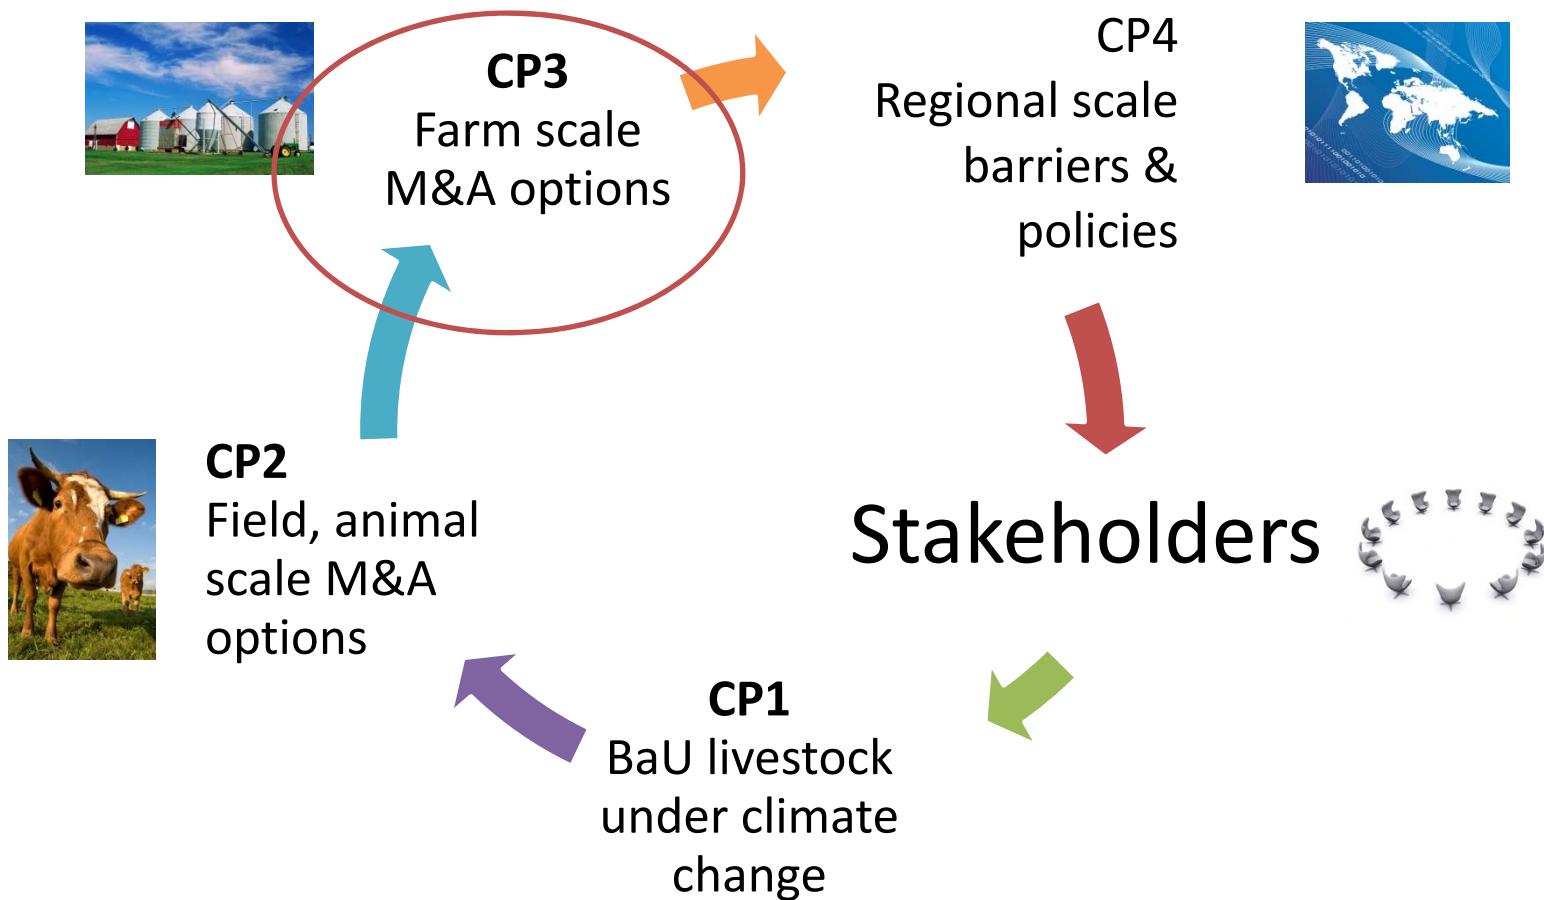 CP3
Farm scale
M&A options
CP4
Regional scale
barriers &
policies
CP2
Field, animal
scale M&A
options
Stakeholders
CP1
BaU livestock
under climate
change